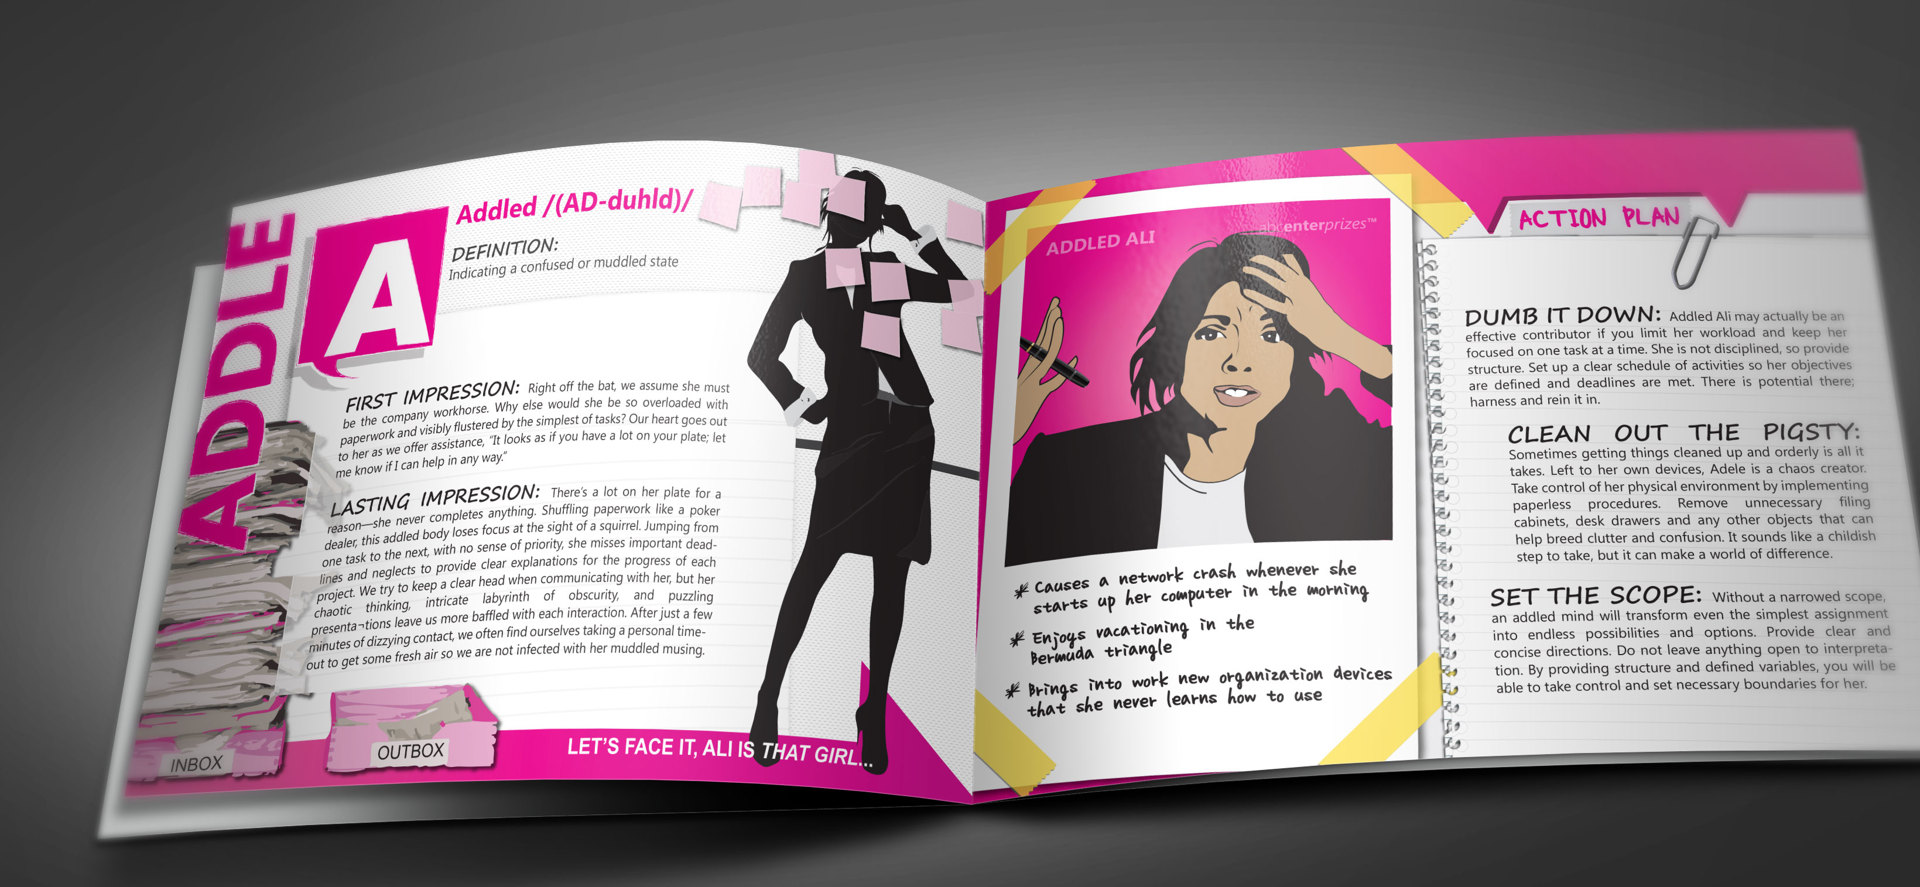 ADDLE
A
Addled /(AD-duhld)/
DEFINITION:
Indicating a confused or muddled state
FIRST IMPRESSION: Right off the bat, we assume she must
be the company workhorse. Why else would she be so overloaded with
paperwork and visibly flustered by the simplest of tasks? Our heart goes out
to her as we offer assistance, "It looks as if you have a lot on your plate; let
me know if I can help in any way."
LASTING IMPRESSION: There's a lot on her plate for a
reason—she never completes anything. Shuffling paperwork like a poker
dealer, this addled body loses focus at the sight of a squirrel. Jumping from
one task to the next, with no sense of priority, she misses important dead-
lines and neglects to provide clear explanations for the progress of each
project. We try to keep a clear head when communicating with her, but her
chaotic thinking, intricate labyrinth of obscurity, and puzzling
presenta¬tions leave us more baffled with each interaction. After just a few
minutes of dizzying contact, we often find ourselves taking a personal time-
out to get some fresh air so we are not infected with her muddled musing.
INBOX
OUTBOX
LET'S FACE IT, ALI IS THAT GIRL...
ADDLED ALI
enterprizes™
* Causes a network crash whenever she
starts up her computer in the morning
* Enjoys vacationing in the
Bermuda triangle
* Brings into work new organization devices
that she never learns how to use
ACTION PLAN
DUMB IT DOWN: Addled Ali may actually be an
effective contributor if you limit her workload and keep her
focused on one task at a time. She is not disciplined, so provide
structure. Set up a clear schedule of activities so her objectives
are defined and deadlines are met. There is potential there;
harness and rein it in.
CLEAN OUT THE PIGSTY:
Sometimes getting things cleaned up and orderly is all it
takes. Left to her own devices, Adele is a chaos creator.
Take control of her physical environment by implementing
paperless procedures. Remove unnecessary filing
cabinets, desk drawers and any other objects that can
help breed clutter and confusion. It sounds like a childish
step to take, but it can make a world of difference.
SET THE SCOPE: Without a narrowed scope,
an addled mind will transform even the simplest assignment
into endless possibilities and options. Provide clear and
concise directions. Do not leave anything open to interpreta-
tion. By providing structure and defined variables, you will be
able to take control and set necessary boundaries for her.